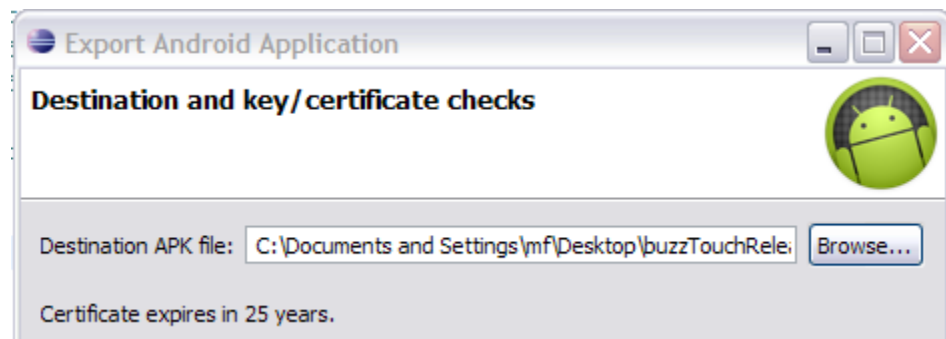 Export Android Application
Destination and key/certificate checks
Destination APK file: C:\Documents and Settings\mf\Desktop\buzzTouchRele Browse...
Certificate expires in 25 years.